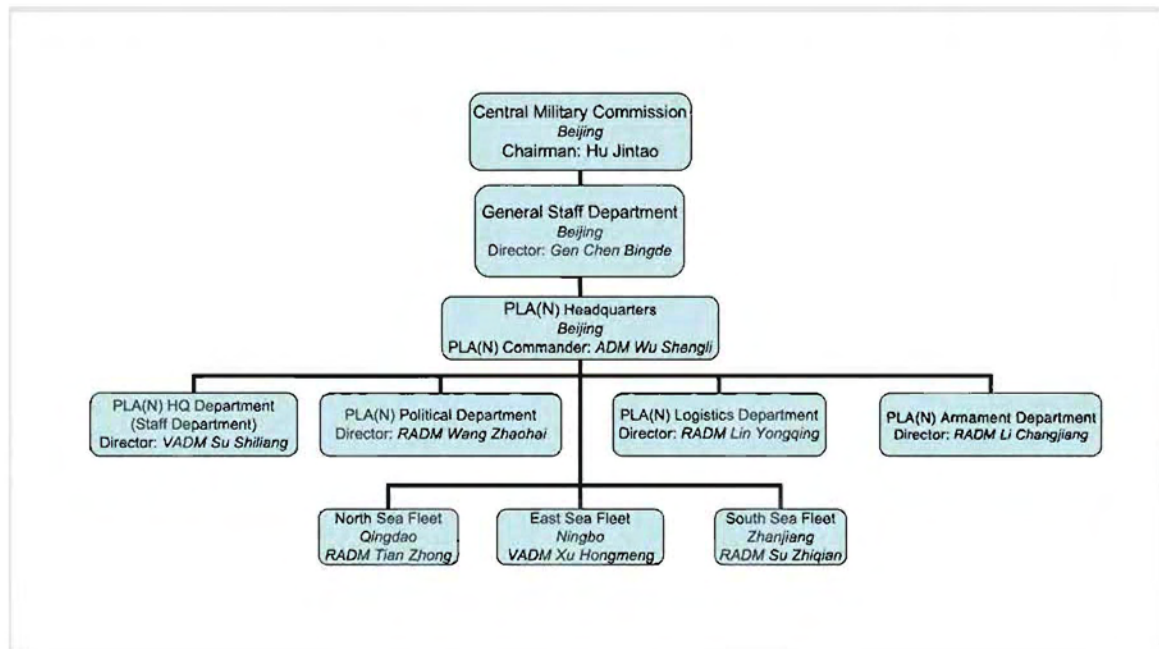 Central Military Commission
Beijing
Chairman: Hu Jintao
General Staff Department
Beijing
Director: Gen Chen Bingde
PLA(N) Headquarters
Beijing
PLA(N) Commander: ADM Wu Shengli
PLA(N) HQ Department
(Staff Department)
Director: VADM Su Shiliang
PLA(N) Political Department
Director: RADM Wang Zhaohai
PLA(N) Logistics Department
Director: RADM Lin Yongqing
PLA(N) Armament Department
Director: RADM Li Changjiang
North Sea Fleet
Qingdao
RADM Tian Zhong
East Sea Fleet
Ningbo
VADM Xu Hongmeng
South Sea Fleet
Zhanjiang
RADM Su Zhiqian